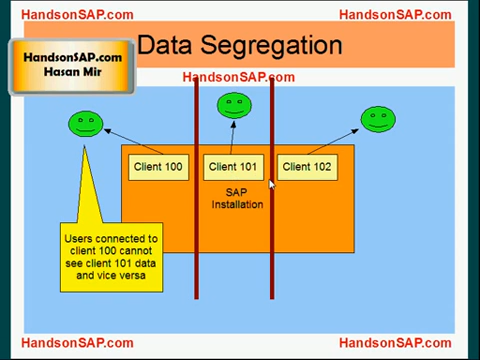 HandsonSAP.com
HandsonSAP.com
HandsonSAP.com
Hasan Mir
Data Segregation
HandsonSAP.com
Client 100
Client 101
Client 102
SAP
Installation
Users connected to
client 100 cannot
see client 101 data
and vice versa
HandsonSAP.com
HandsonSAP.com